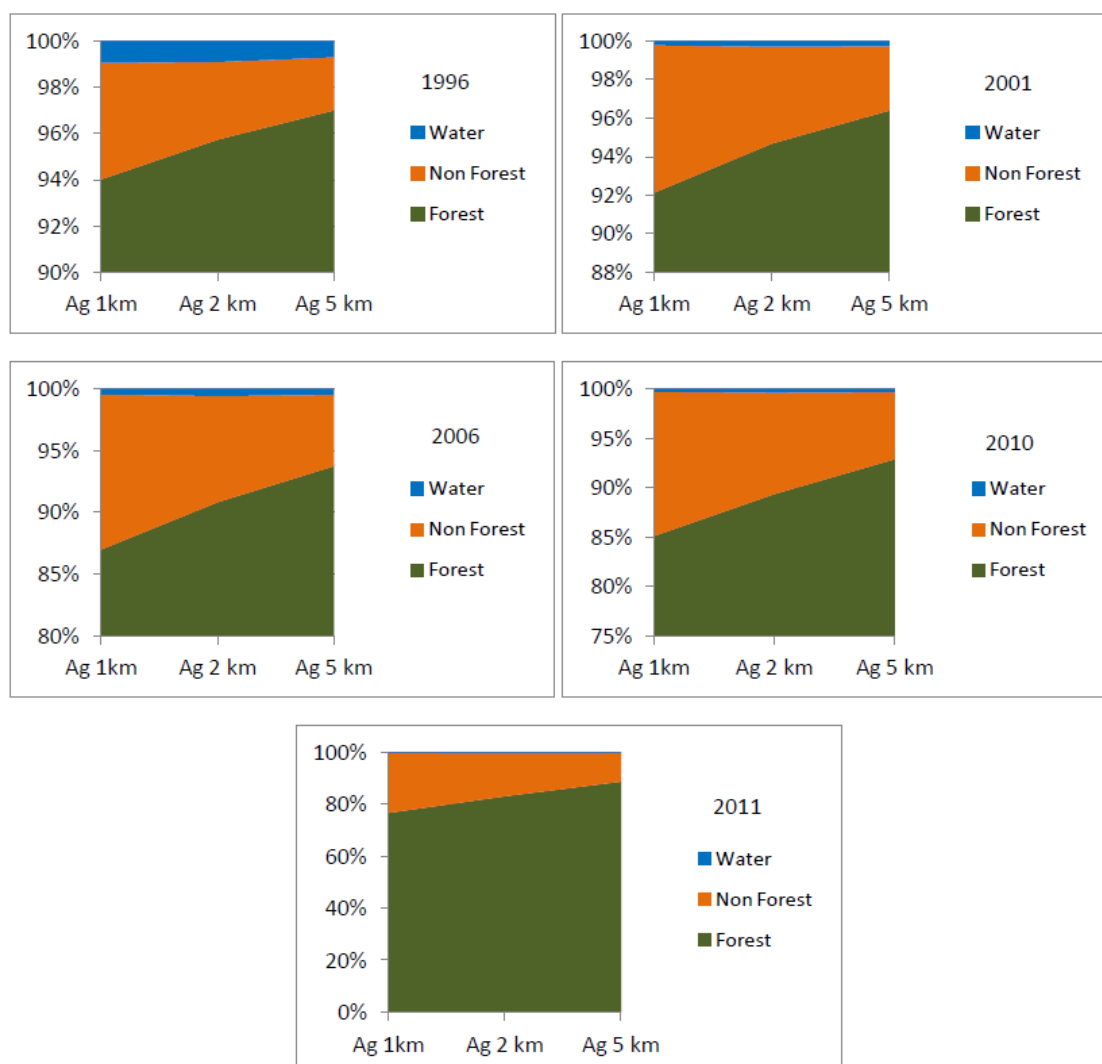 100%
98%
96%
94%
92%
90%
Ag 1km Ag 2 km Ag 5 km
1996
Water
Non Forest
Forest
100%
98%
96%
94%
92%
90%
88%
Ag 1km Ag 2 km Ag 5 km
2001
Water
Non Forest
Forest
100%
95%
90%
85%
80%
Ag 1km Ag 2 km Ag 5 km
2006
Water
Non Forest
Forest
100%
95%
90%
85%
80%
75%
Ag 1km Ag 2 km Ag 5 km
2010
Water
Non Forest
Forest
100%
80%
60%
40%
20%
0%
Ag 1km Ag 2 km Ag 5 km
2011
Water
Non Forest
Forest